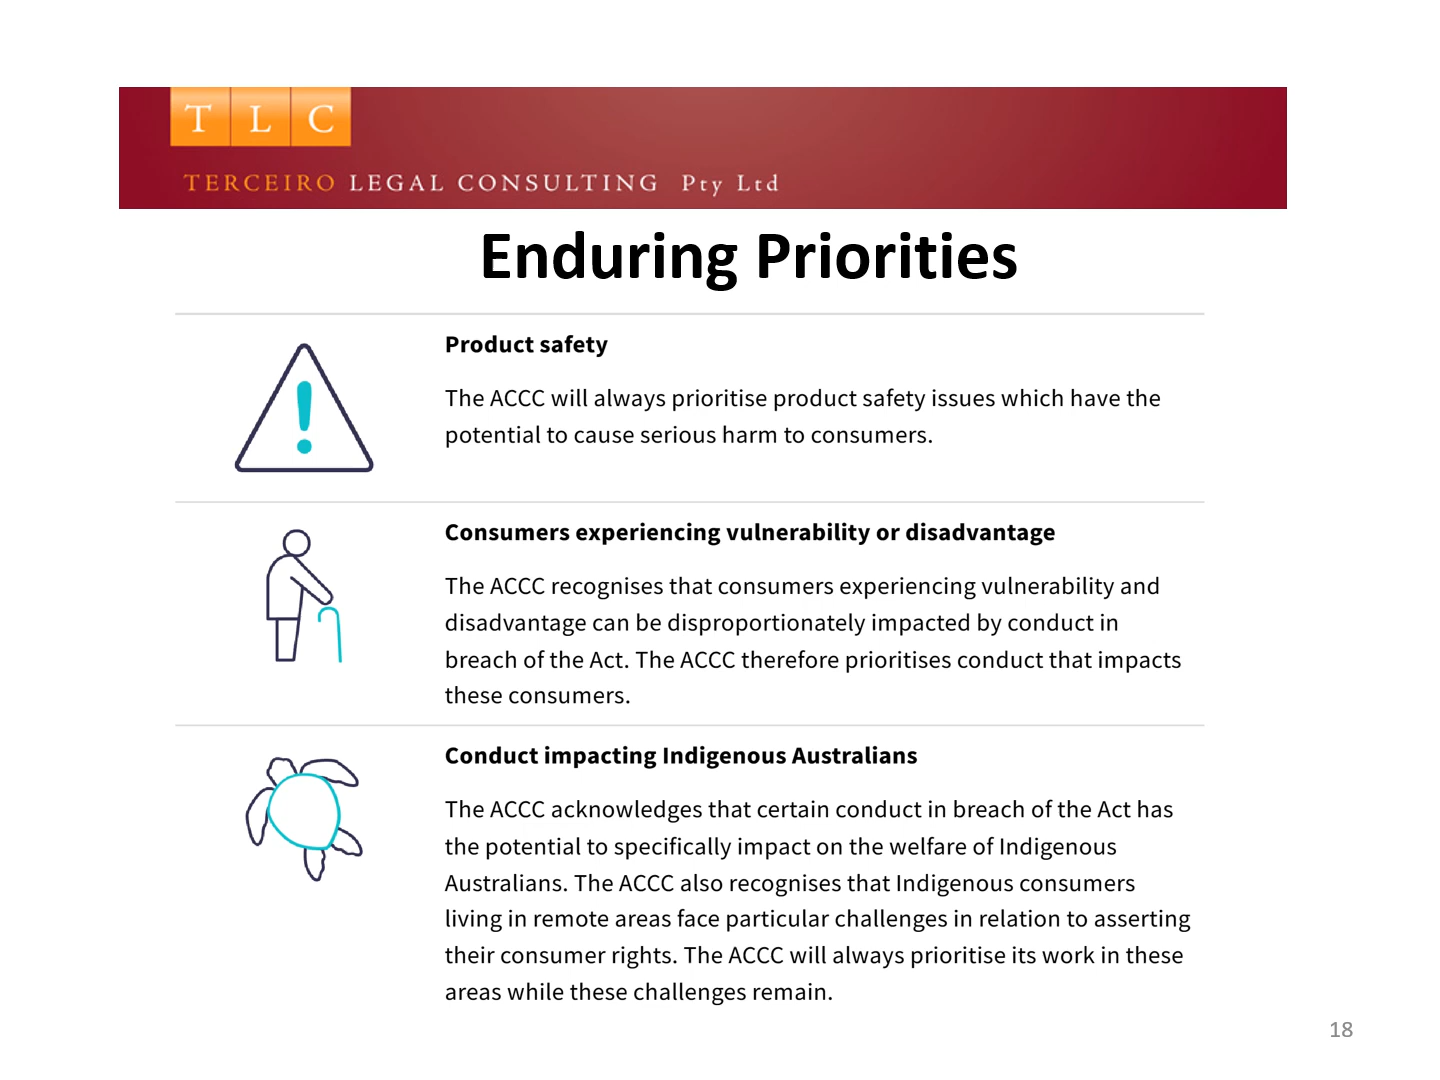 T L C
TERCEIRO LEGAL CONSULTING Pty Ltd
Enduring Priorities
Product safety
The ACCC will always prioritise product safety issues which have the
potential to cause serious harm to consumers.
Consumers experiencing vulnerability or disadvantage
The ACCC recognises that consumers experiencing vulnerability and
disadvantage can be disproportionately impacted by conduct in
breach of the Act. The ACCC therefore prioritises conduct that impacts
these consumers.
Conduct impacting Indigenous Australians
The ACCC acknowledges that certain conduct in breach of the Act has
the potential to specifically impact on the welfare of Indigenous
Australians. The ACCC also recognises that Indigenous consumers
living in remote areas face particular challenges in relation to asserting
their consumer rights. The ACCC will always prioritise its work in these
areas while these challenges remain.
18